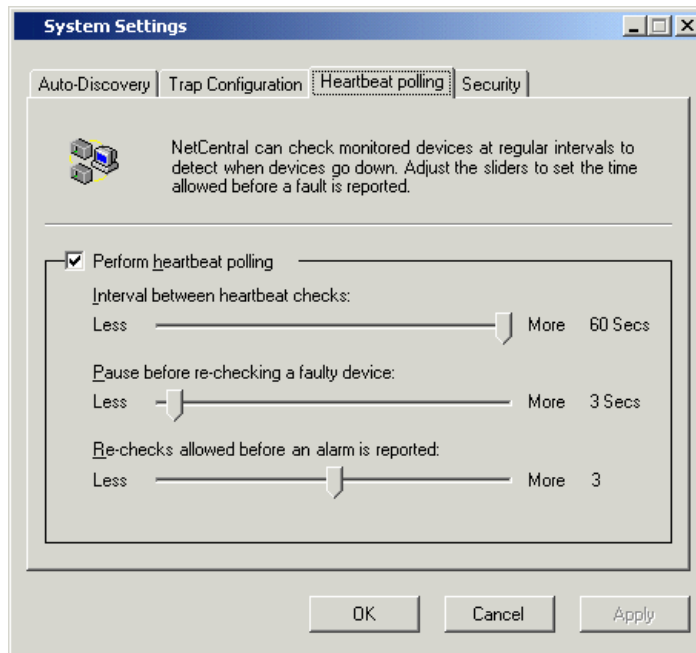 System Settings
Auto-Discovery Trap Configuration Heartbeat polling Security
NetCentral can check monitored devices at regular intervals to
detect when devices go down. Adjust the sliders to set the time
allowed before a fault is reported.
Perform heartbeat polling
Interval between heartbeat checks:
Less More 60 Secs
Pause before re-checking a faulty device:
Less More 3 Secs
Re-checks allowed before an alarm is reported:
Less More 3
OK Cancel Apply